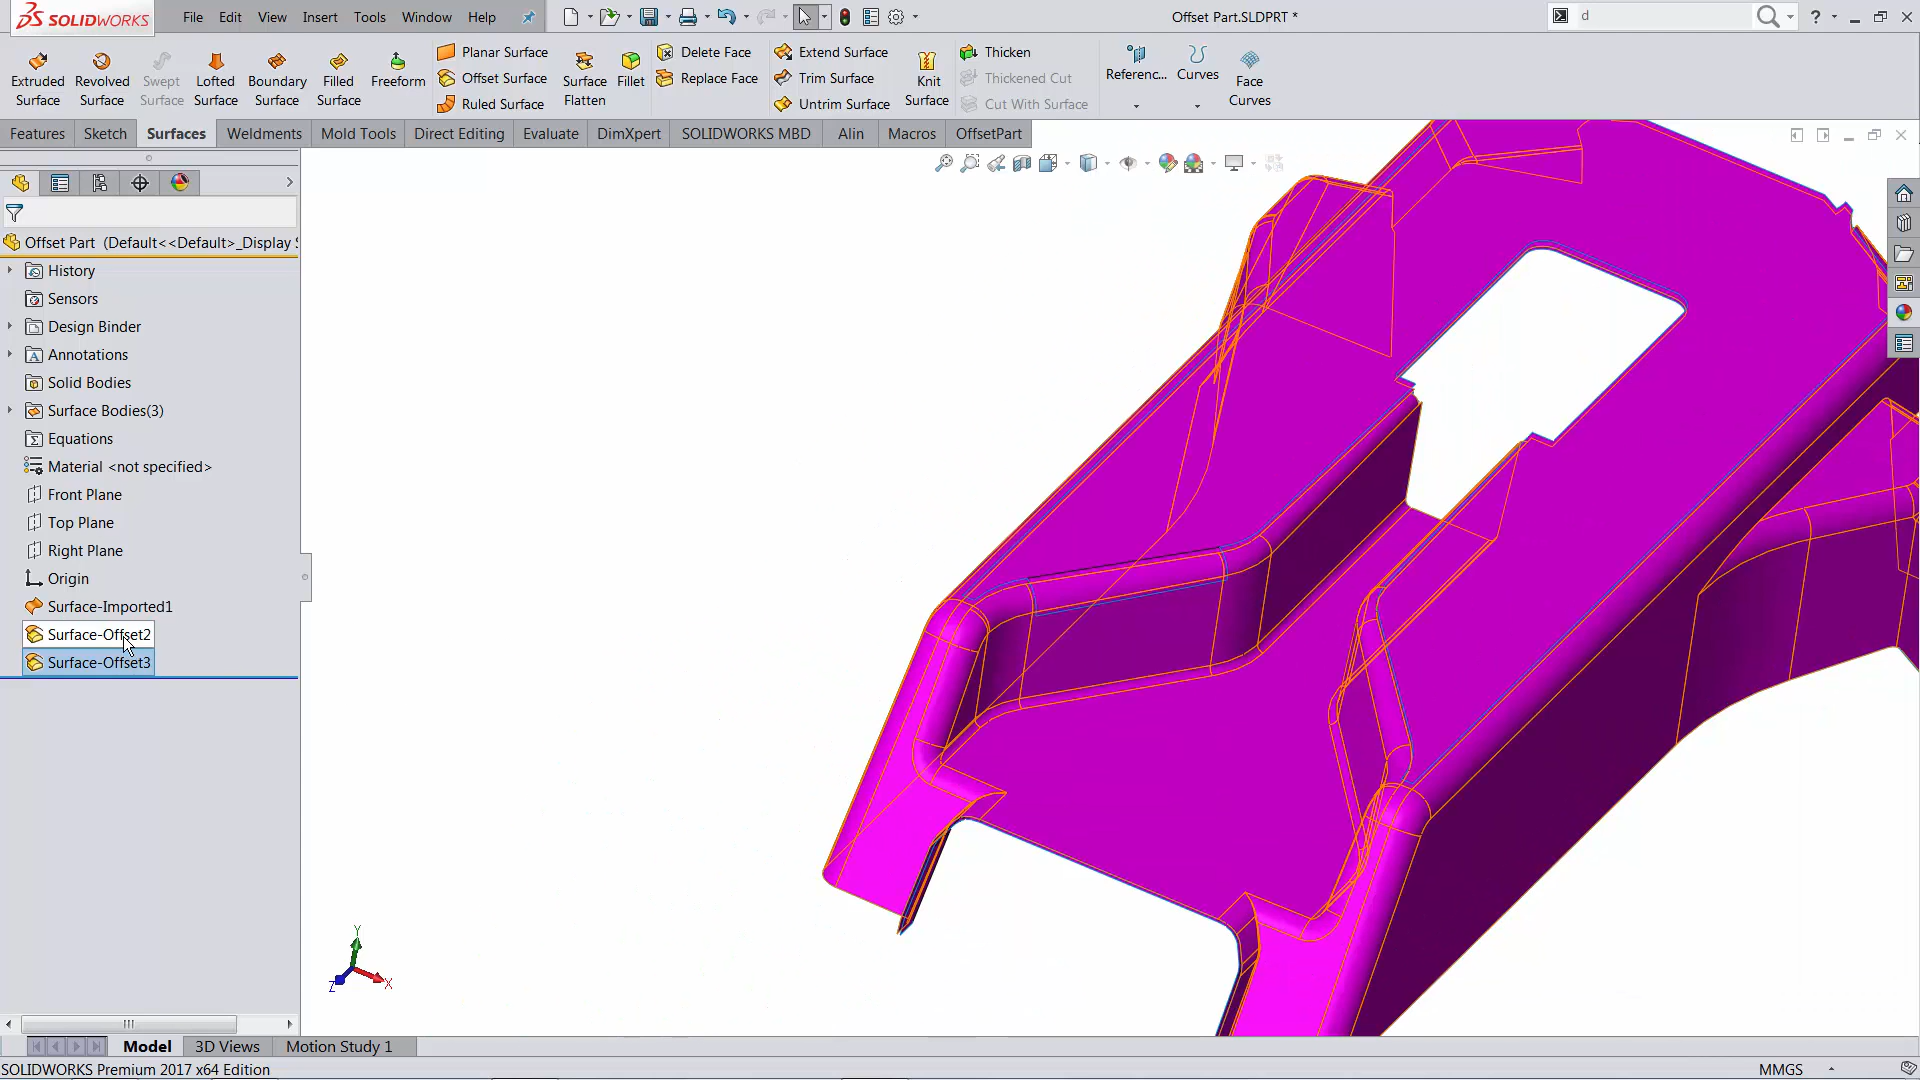 SOLIDWORKS File Edit View Insert Tools Window Help Offset Part.SLDPRT * d ?
Extruded Surface
Revolved Surface
Swept Surface
Lofted Surface
Boundary Surface
Filled Surface
Freeform
Planar Surface
Offset Surface
Ruled Surface
Surface Flatten
Fillet
Delete Face
Replace Face
Extend Surface
Trim Surface
Untrim Surface
Knit Surface
Thicken
Thickened Cut
Cut With Surface
Referenc...
Curves
Face Curves
Features Sketch Surfaces Weldments Mold Tools Direct Editing Evaluate DimXpert SOLIDWORKS MBD Alin Macros OffsetPart
Offset Part (Default<<Default>_Display S
History
Sensors
Design Binder
Annotations
Solid Bodies
Surface Bodies(3)
Equations
Material <not specified>
Front Plane
Top Plane
Right Plane
Origin
Surface-Imported1
Surface-Offset2
Surface-Offset3
Y
X
Z
Model 3D Views Motion Study 1
SOLIDWORKS Premium 2017 x64 Edition MMGS